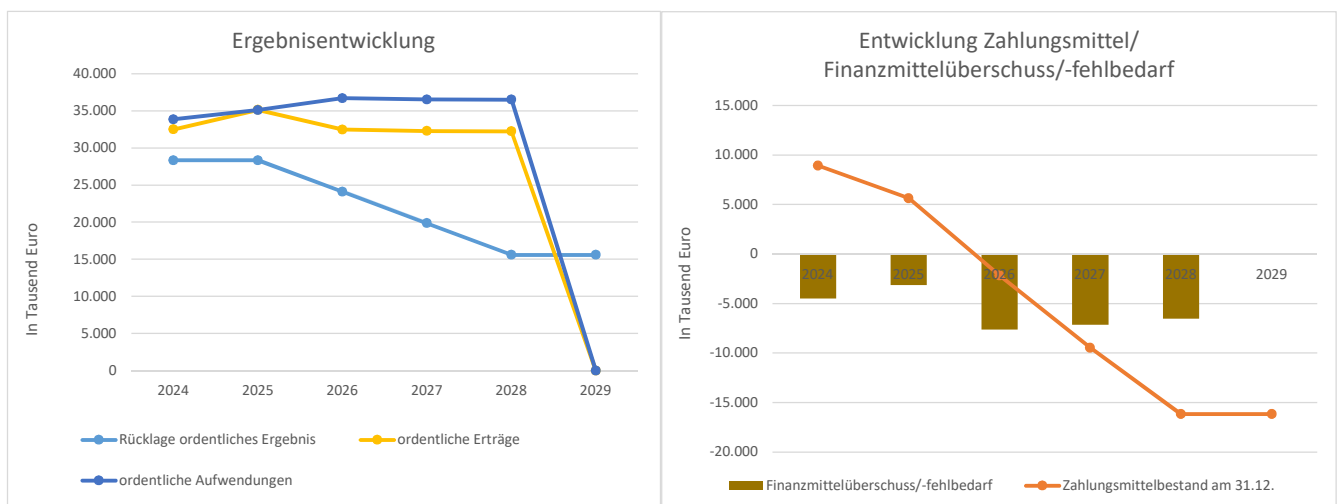 Ergebnisentwicklung
40.000
35.000
30.000
25.000
20.000
15.000
10.000
5.000
0
In Tausend Euro
2024 2025 2026 2027 2028 2029
Rücklage ordentliches Ergebnis ordentliche Erträge
ordentliche Aufwendungen
Entwicklung Zahlungsmittel/
Finanzmittelüberschuss/-fehlbedarf
15.000
10.000
5.000
0
-5.000
-10.000
-15.000
-20.000
In Tausend Euro
2024 2025 2026 2027 2028 2029
Finanzmittelüberschuss/-fehlbedarf Zahlungsmittelbestand am 31.12.